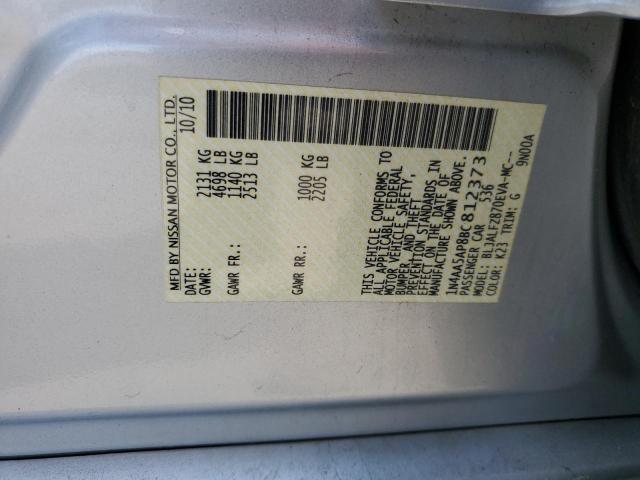 MFD BY NISSAN MOTOR CO., LTD.
DATE: 10/10
GVWR: 2131 KG
4698 LB
GAWR FR.: 1140 KG
2513 LB
GAWR RR.: 1000 KG
2205 LB
THIS VEHICLE CONFORMS TO
ALL APPLICABLE FEDERAL
MOTOR VEHICLE SAFETY,
BUMPER, AND THEFT
PREVENTION STANDARDS IN
EFFECT ON THE DATE OF
MANUFACTURE SHOWN ABOVE.
1N4AA5AP8BC812373
PASSENGER CAR 536
MODEL: BLJALFZ870EVA-MC--
COLOR: K23 TRIM: G 9N00A